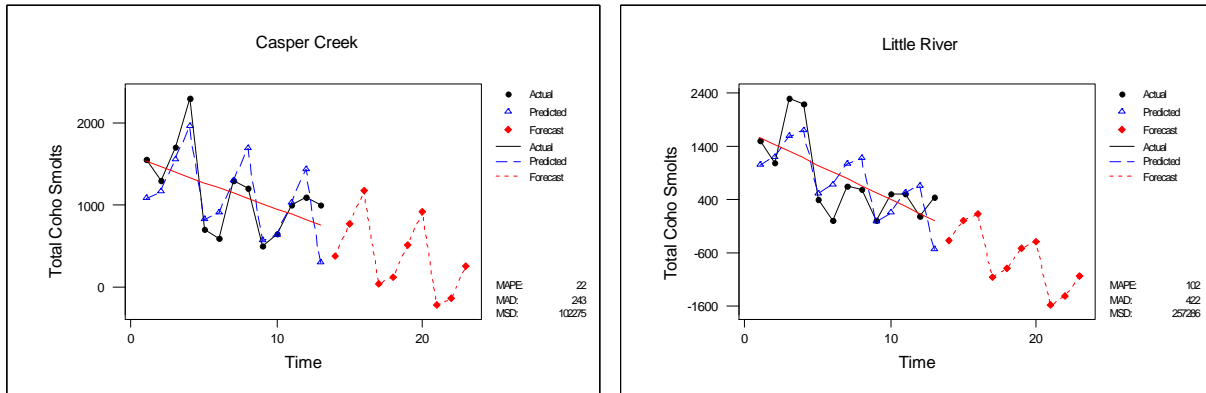 Casper Creek
Total Coho Smolts
2000
1000
0
0
10
20
Time
Actual
Predicted
Forecast
Actual
Predicted
Forecast
MAPE: 22
MAD: 243
MSD: 102275
Little River
Total Coho Smolts
2400
1400
400
-600
-1600
0
10
20
Time
Actual
Predicted
Forecast
Actual
Predicted
Forecast
MAPE: 102
MAD: 422
MSD: 257286